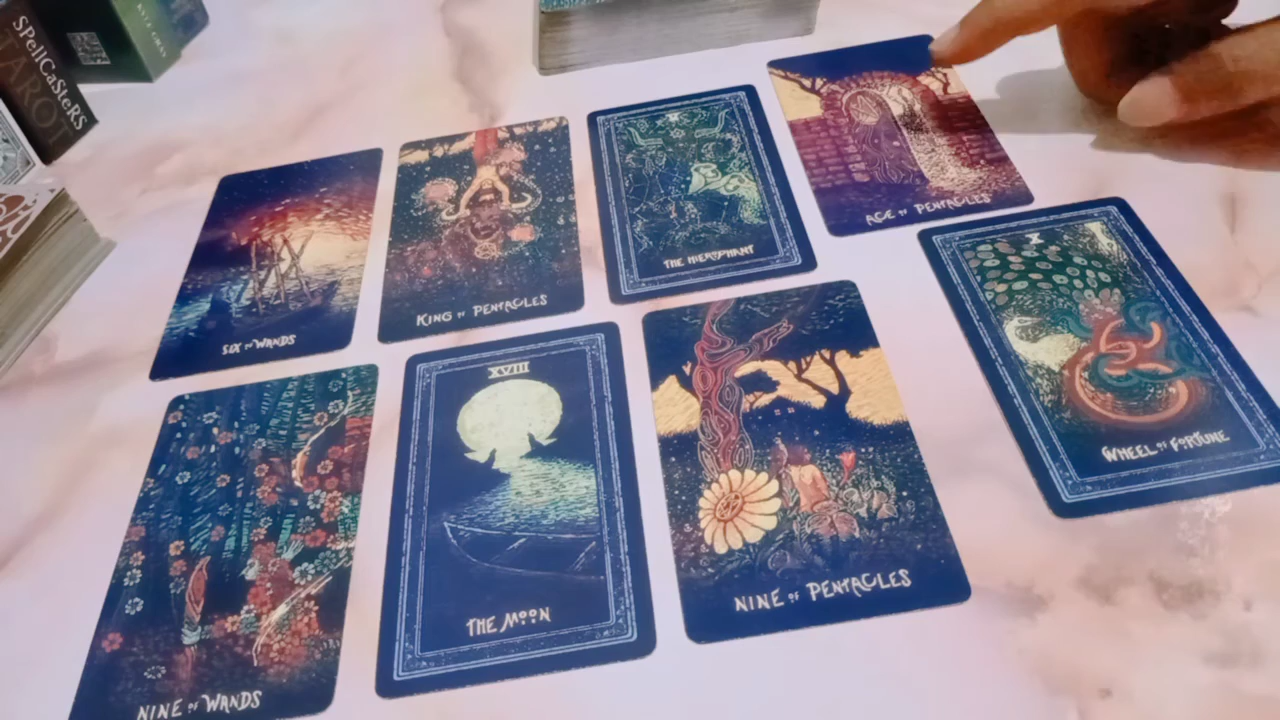 SPellCaSteRS
TAROT
SIX OF WANDS
KING OF PENTACLES
THE HIEROPHANT
ACE OF PENTACLES
X
WHEEL OF FORTUNE
NINE OF WANDS
XVIII
THE MOON
NINE OF PENTACLES